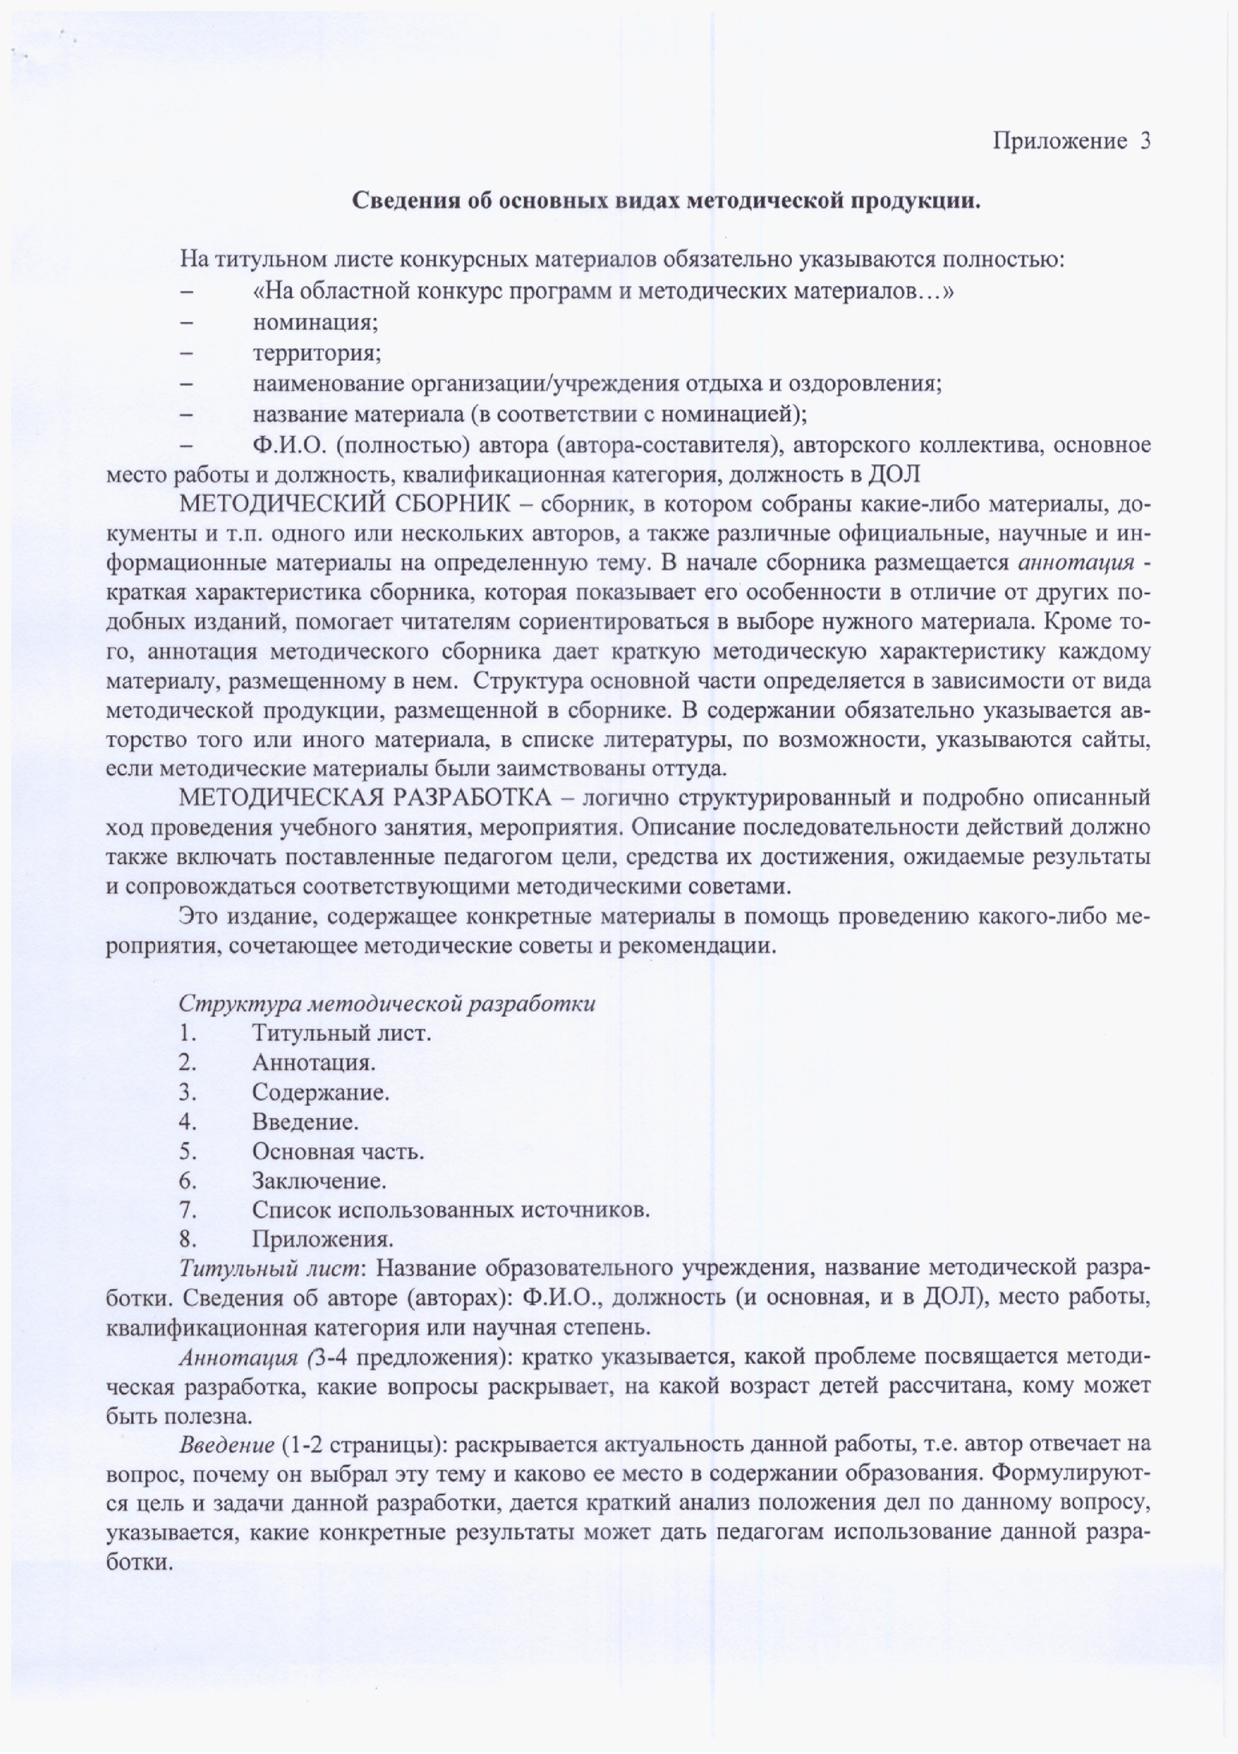 Приложение 3
Сведения об основных видах методической продукции.
На титульном листе конкурсных материалов обязательно указываются полностью:
– «На областной конкурс программ и методических материалов…»
– номинация;
– территория;
– наименование организации/учреждения отдыха и оздоровления;
– название материала (в соответствии с номинацией);
– Ф.И.О. (полностью) автора (автора-составителя), авторского коллектива, основное
место работы и должность, квалификационная категория, должность в ДОЛ
МЕТОДИЧЕСКИЙ СБОРНИК – сборник, в котором собраны какие-либо материалы, до-
кументы и т.п. одного или нескольких авторов, а также различные официальные, научные и ин-
формационные материалы на определенную тему. В начале сборника размещается аннотация -
краткая характеристика сборника, которая показывает его особенности в отличие от других по-
добных изданий, помогает читателям сориентироваться в выборе нужного материала. Кроме то-
го, аннотация методического сборника дает краткую методическую характеристику каждому
материалу, размещенному в нем. Структура основной части определяется в зависимости от вида
методической продукции, размещенной в сборнике. В содержании обязательно указывается ав-
торство того или иного материала, в списке литературы, по возможности, указываются сайты,
если методические материалы были заимствованы оттуда.
МЕТОДИЧЕСКАЯ РАЗРАБОТКА – логично структурированный и подробно описанный
ход проведения учебного занятия, мероприятия. Описание последовательности действий должно
также включать поставленные педагогом цели, средства их достижения, ожидаемые результаты
и сопровождаться соответствующими методическими советами.
Это издание, содержащее конкретные материалы в помощь проведению какого-либо ме-
роприятия, сочетающее методические советы и рекомендации.
Структура методической разработки
1. Титульный лист.
2. Аннотация.
3. Содержание.
4. Введение.
5. Основная часть.
6. Заключение.
7. Список использованных источников.
8. Приложения.
Титульный лист: Название образовательного учреждения, название методической разра-
ботки. Сведения об авторе (авторах): Ф.И.О., должность (и основная, и в ДОЛ), место работы,
квалификационная категория или научная степень.
Аннотация (3-4 предложения): кратко указывается, какой проблеме посвящается методи-
ческая разработка, какие вопросы раскрывает, на какой возраст детей рассчитана, кому может
быть полезна.
Введение (1-2 страницы): раскрывается актуальность данной работы, т.е. автор отвечает на
вопрос, почему он выбрал эту тему и каково ее место в содержании образования. Формулируют-
ся цель и задачи данной разработки, дается краткий анализ положения дел по данному вопросу,
указывается, какие конкретные результаты может дать педагогам использование данной разра-
ботки.